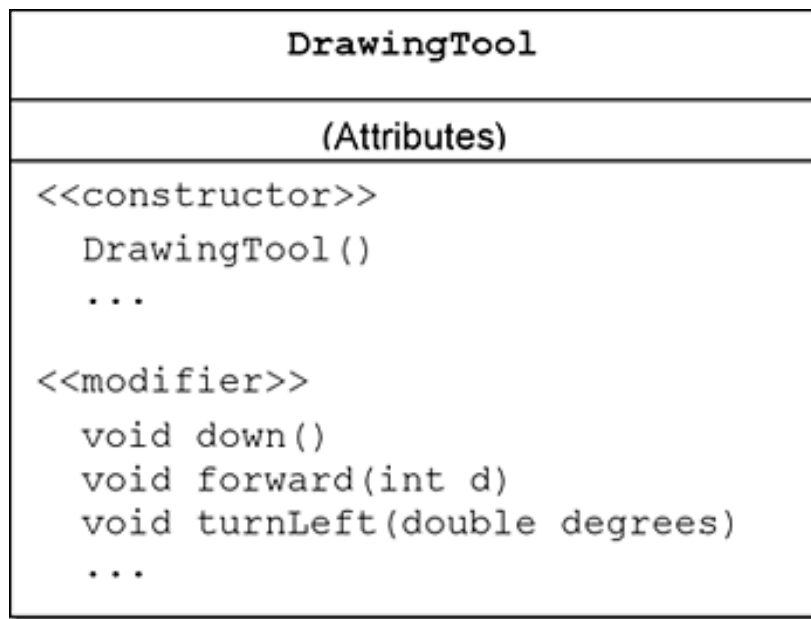 DrawingTool
(Attributes)
<<constructor>>
DrawingTool()
...
<<modifier>>
void down()
void forward(int d)
void turnLeft(double degrees)
...